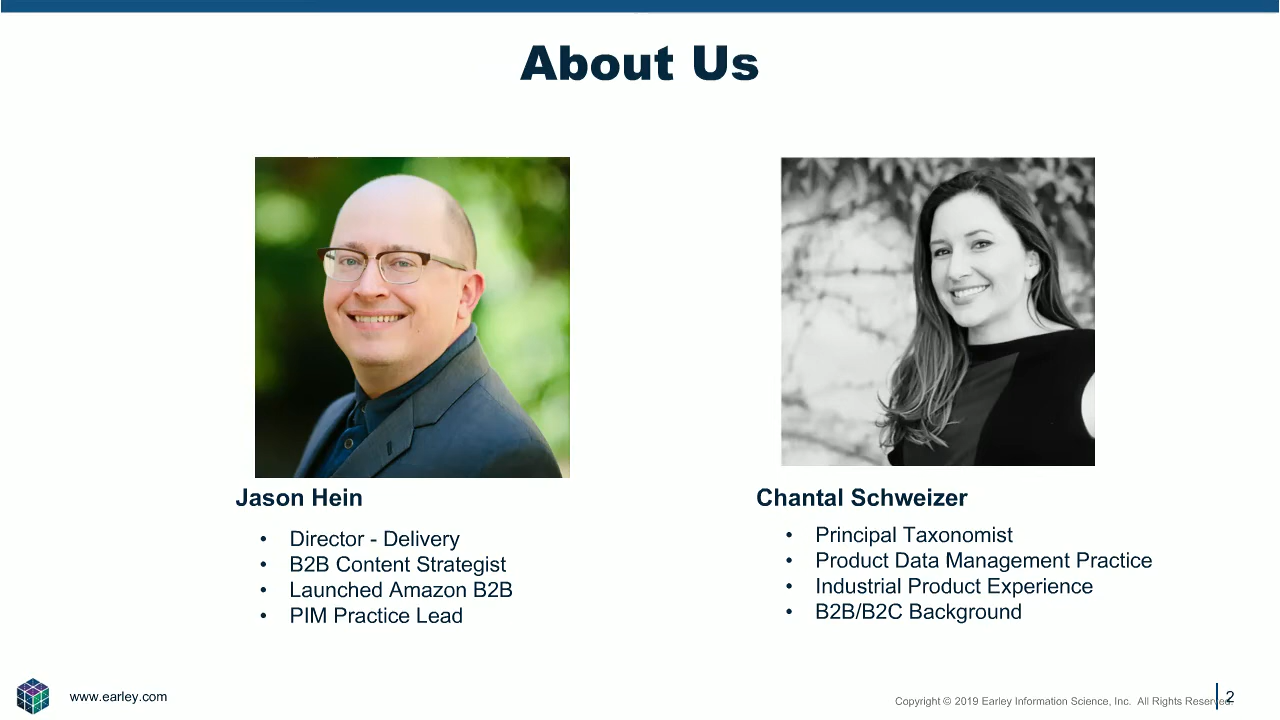 About Us
Jason Hein
• Director - Delivery
• B2B Content Strategist
• Launched Amazon B2B
• PIM Practice Lead
Chantal Schweizer
• Principal Taxonomist
• Product Data Management Practice
• Industrial Product Experience
• B2B/B2C Background
www.earley.com
Copyright © 2019 Earley Information Science, Inc. All Rights Reserved.
2